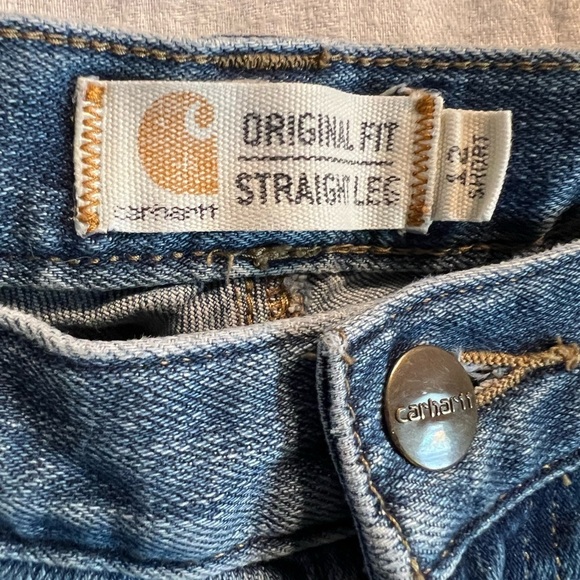 ORIGINAL FIT
STRAIGHT LEG
carhartt
12
SHORT
carhartt